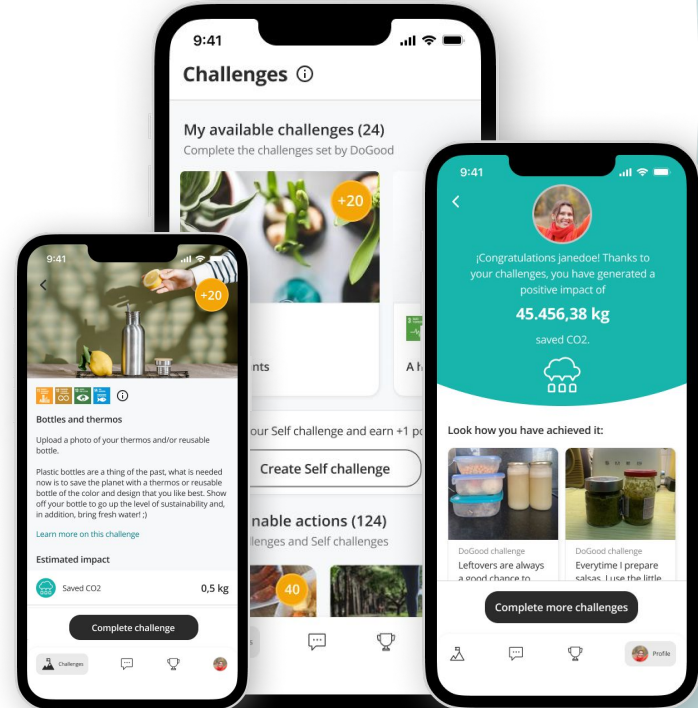 9:41
Challenges
My available challenges (24)
Complete the challenges set by DoGood
+20
nts
A h
our Self challenge and earn +1 po
Create Self challenge
nable actions (124)
lenges and Self challenges
40
9:41
+20
Bottles and thermos
Upload a photo of your thermos and/or reusable
bottle.
Plastic bottles are a thing of the past, what is needed
now is to save the planet with a thermos or reusable
bottle of the color and design that you like best. Show
off your bottle to go up the level of sustainability and,
in addition, bring fresh water! ;)
Learn more on this challenge
Estimated impact
Saved CO2
0,5 kg
Complete challenge
Challenges
9:41
¡Congratulations janedoe! Thanks to
your challenges, you have generated a
positive impact of
45.456,38 kg
saved CO2.
Look how you have achieved it:
DoGood challenge
Leftovers are always
a good chance to
DoGood challenge
Everytime I prepare
salsas, I use the little
Complete more challenges
Profile